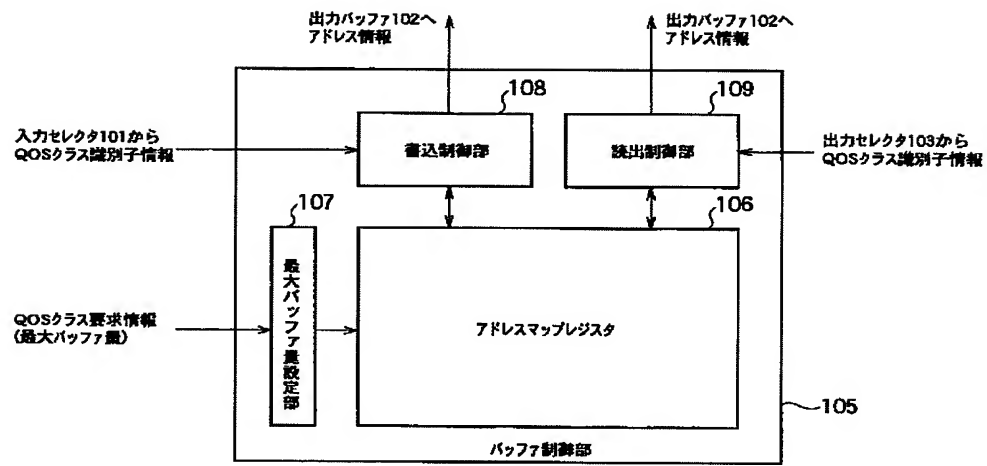 出力バッファ102へ
アドレス情報
出力バッファ102へ
アドレス情報
108
109
入力セレクタ101から
QOSクラス識別子情報
書込制御部
読出制御部
出力セレクタ103から
QOSクラス識別子情報
107
106
最大バッファ量設定部
QOSクラス要求情報
(最大バッファ量)
アドレスマップレジスタ
105
バッファ制御部